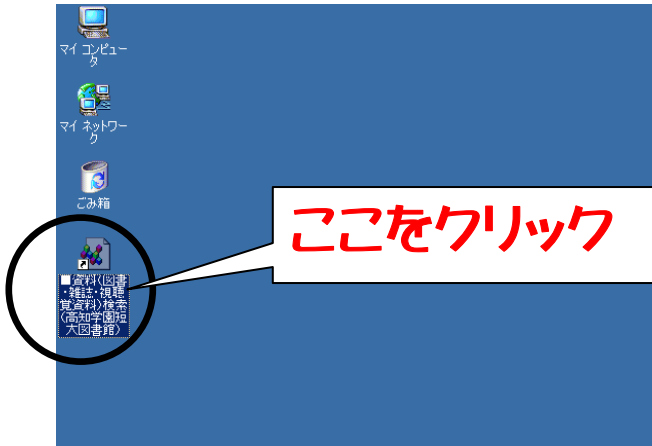 マイ コンピュー
タ
マイ ネットワー
ク
ごみ箱
ここをクリック
■資料(図書
・雑誌・視聴
覚資料)検索
(高知学園短
大図書館)